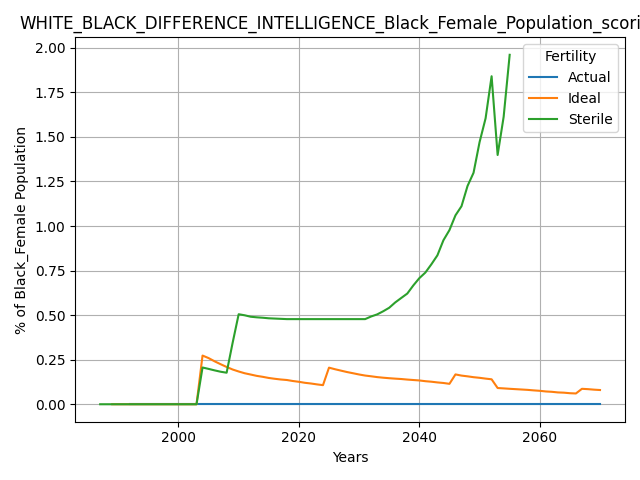 WHITE_BLACK_DIFFERENCE_INTELLIGENCE_Black_Female_Population_scori
2.00
1.75
1.50
1.25
1.00
0.75
0.50
0.25
0.00
% of Black_Female Population
Fertility
Actual
Ideal
Sterile
2000
2020
2040
2060
Years